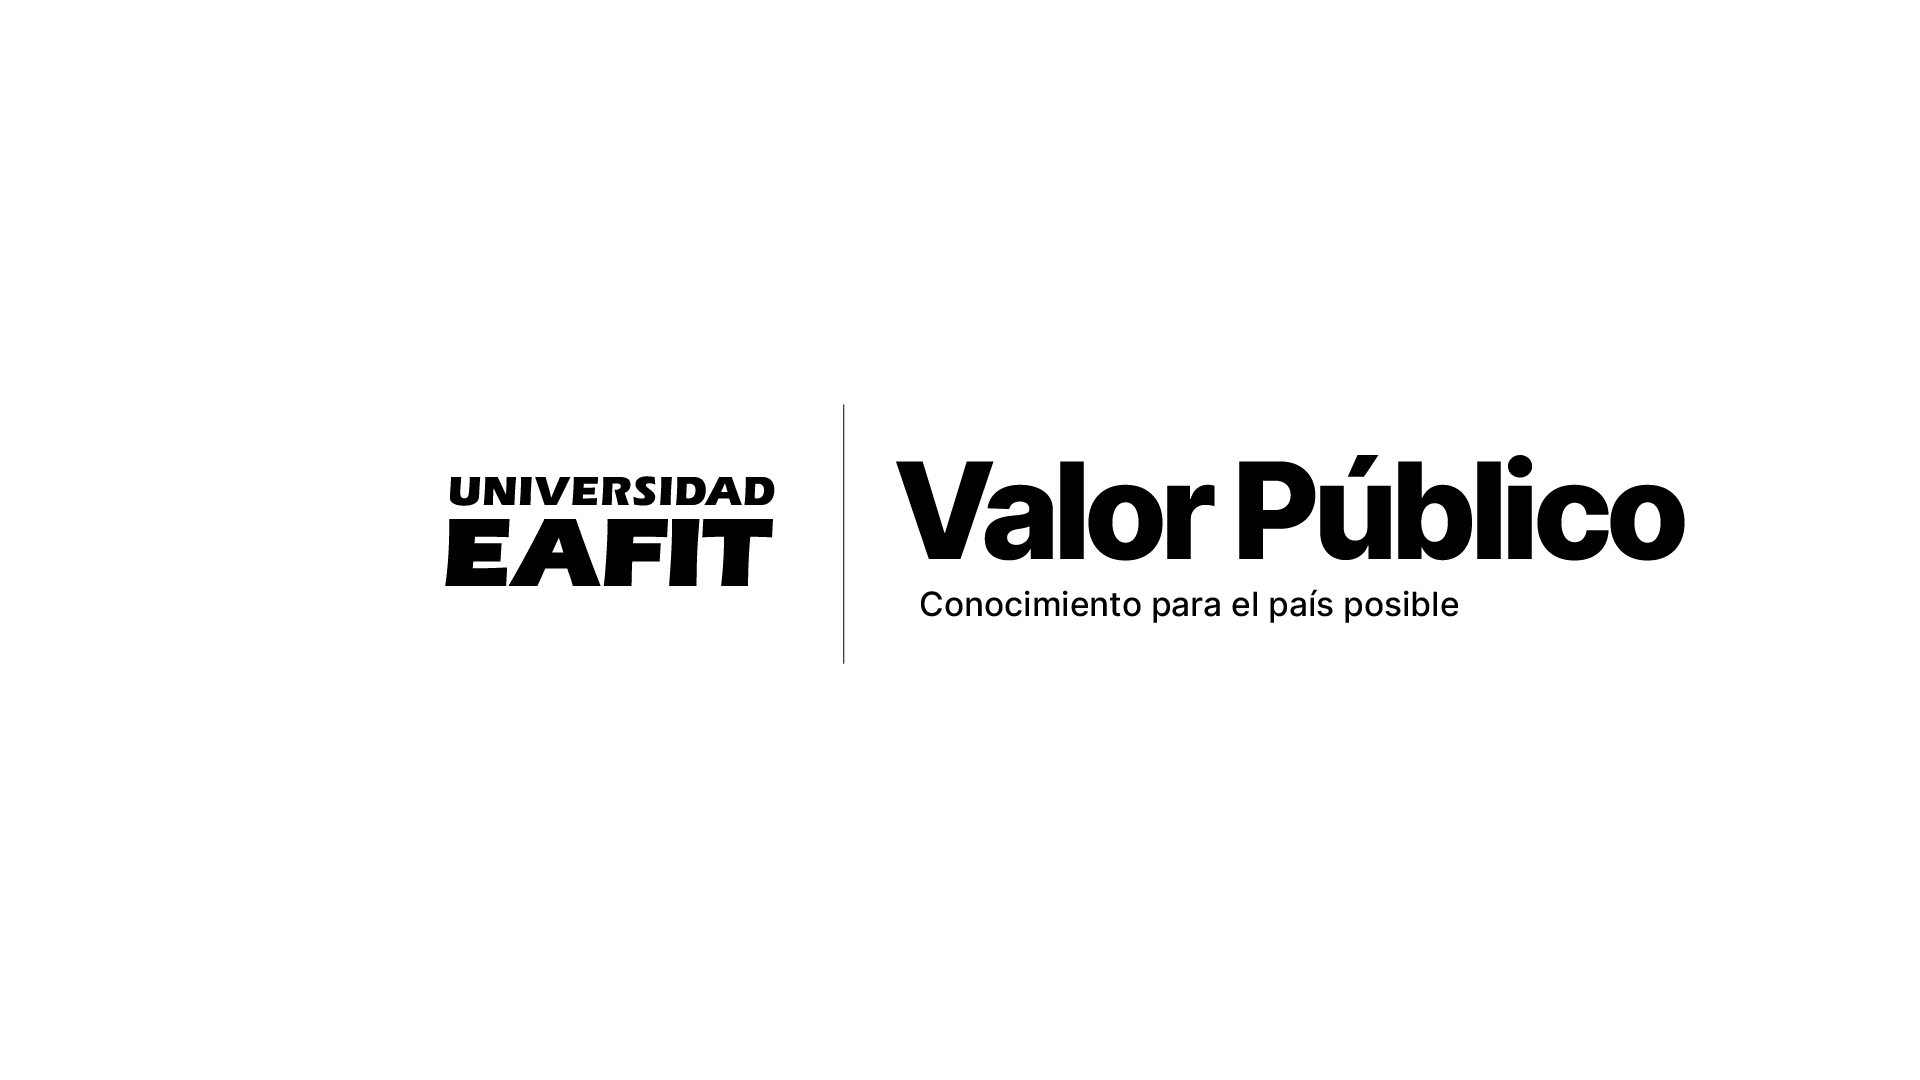 UNIVERSIDAD
EAFIT
Valor Público
Conocimiento para el país posible